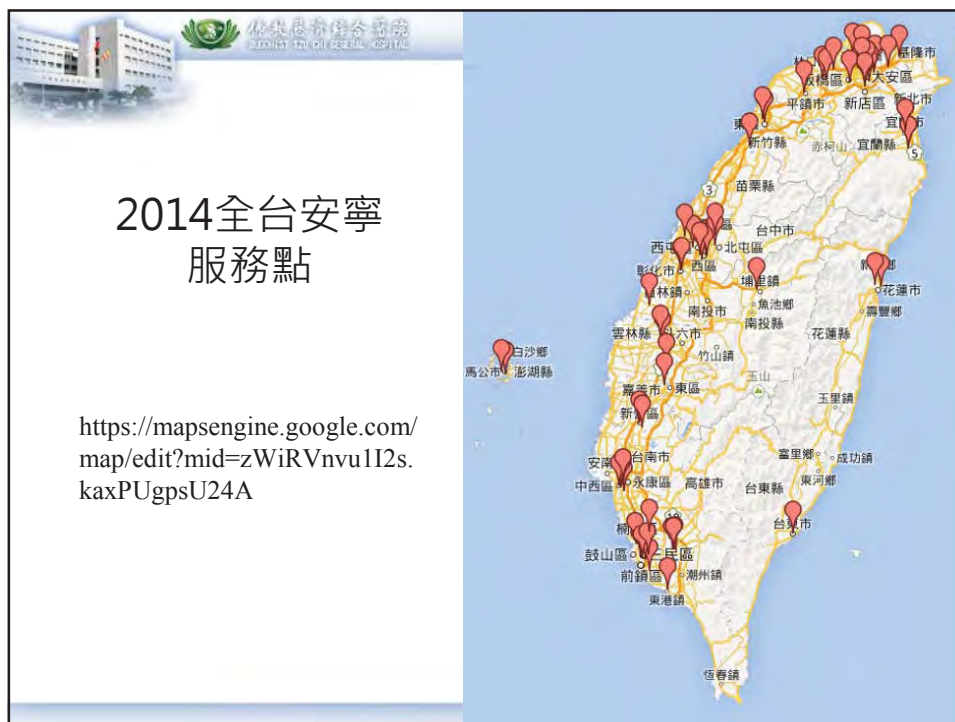 佛教慈濟綜合醫院
BUDDHIST TZU CHI GENERAL HOSPITAL
2014全台安寧
服務點
https://mapsengine.google.com/
map/edit?mid=zWiRVnvu1I2s.
kaxPUgpsU24A
基隆市
板橋區
大安區
平鎮市
新店區
新北市
新竹縣
赤柯山
宜蘭縣
5
3
苗栗縣
台中市
北屯區
西區
彰化市
埔里鎮
花蓮市
南投市
魚池鄉
壽豐鄉
雲林縣
南投縣
花蓮縣
竹山鎮
白沙鄉
馬公市
澎湖縣
嘉義市
東區
玉山
玉里鎮
台南市
富里鄉
成功鎮
中西區
永康區
高雄市
台東縣
東河鄉
台東市
鼓山區
三民區
前鎮區
潮州鎮
東港鎮
恆春鎮